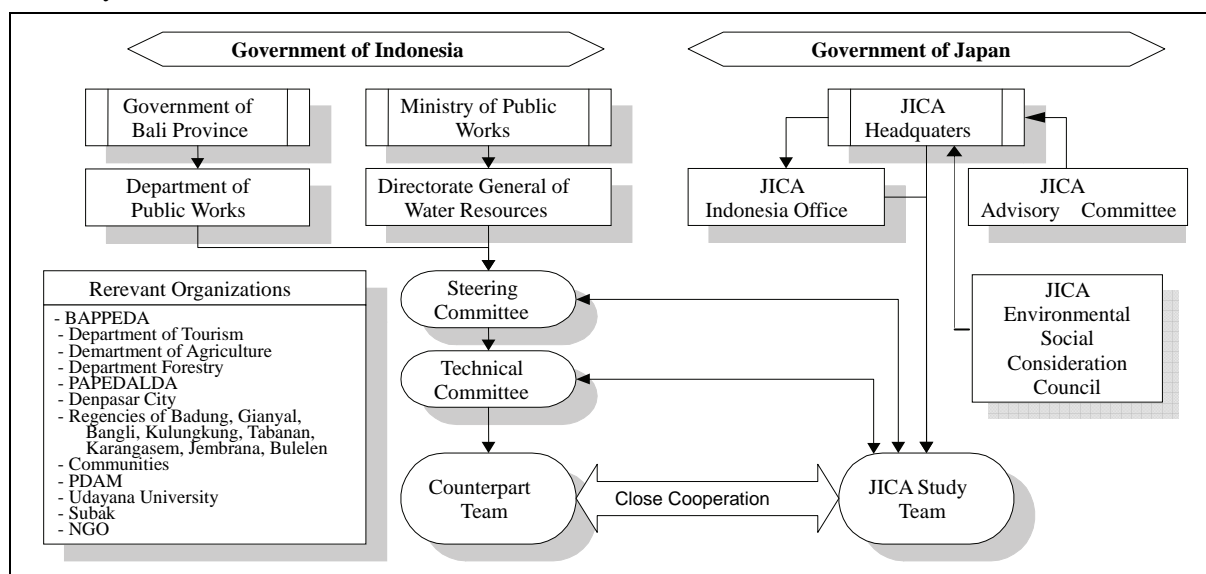 Government of Indonesia
Government of Japan
Government of
Bali Province
Ministry of Public
Works
JICA
Headquaters
Department of
Public Works
Directorate General of
Water Resources
JICA
Indonesia Office
JICA
Advisory Committee
Rerevant Organizations
- BAPPEDA
- Department of Tourism
- Demartment of Agriculture
- Department Forestry
- PAPEDALDA
- Denpasar City
- Regencies of Badung, Gianyal,
Bangli, Kulungkung, Tabanan,
Karangasem, Jembrana, Bulelen
- Communities
- PDAM
- Udayana University
- Subak
- NGO
Steering
Committee
Technical
Committee
Counterpart
Team
Close Cooperation
JICA Study
Team
JICA
Environmental
Social
Consideration
Council